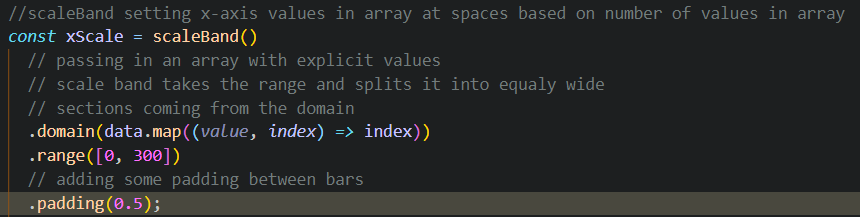 //scaleBand setting x-axis values in array at spaces based on number of values in array
const xScale = scaleBand()
// passing in an array with explicit values
// scale band takes the range and splits it into equaly wide
// sections coming from the domain
.domain(data.map((value, index) => index))
.range([0, 300])
// adding some padding between bars
.padding(0.5);